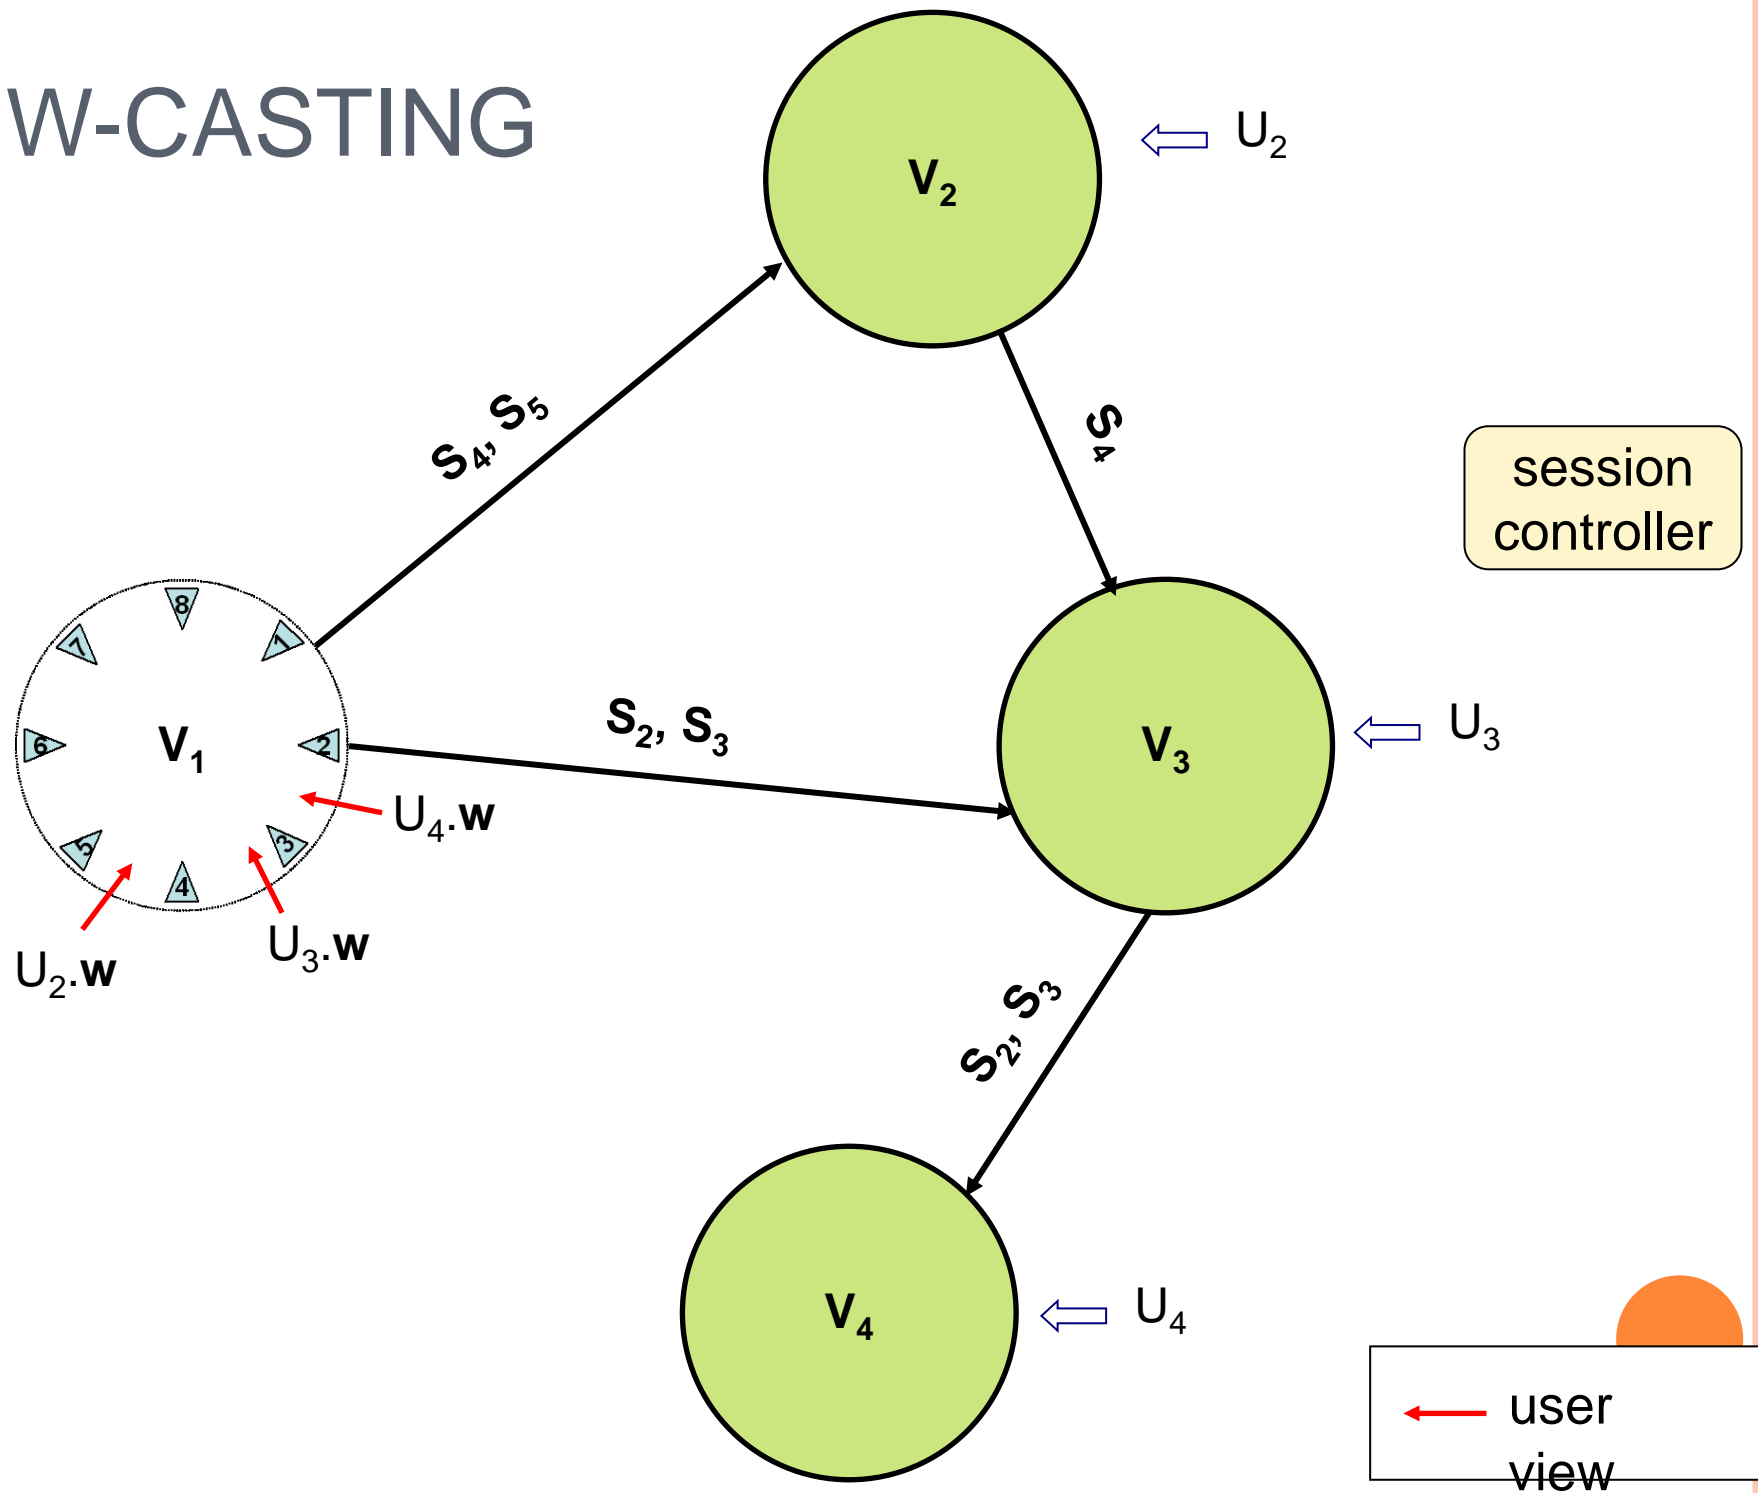 W-CASTING
V₂
U₂
S₄, S₅
S₄
session
controller
8
7
1
6
V₁
2
S₂, S₃
V₃
U₃
U₄.w
5
3
4
U₂.w
U₃.w
S₂, S₃
V₄
U₄
user
view